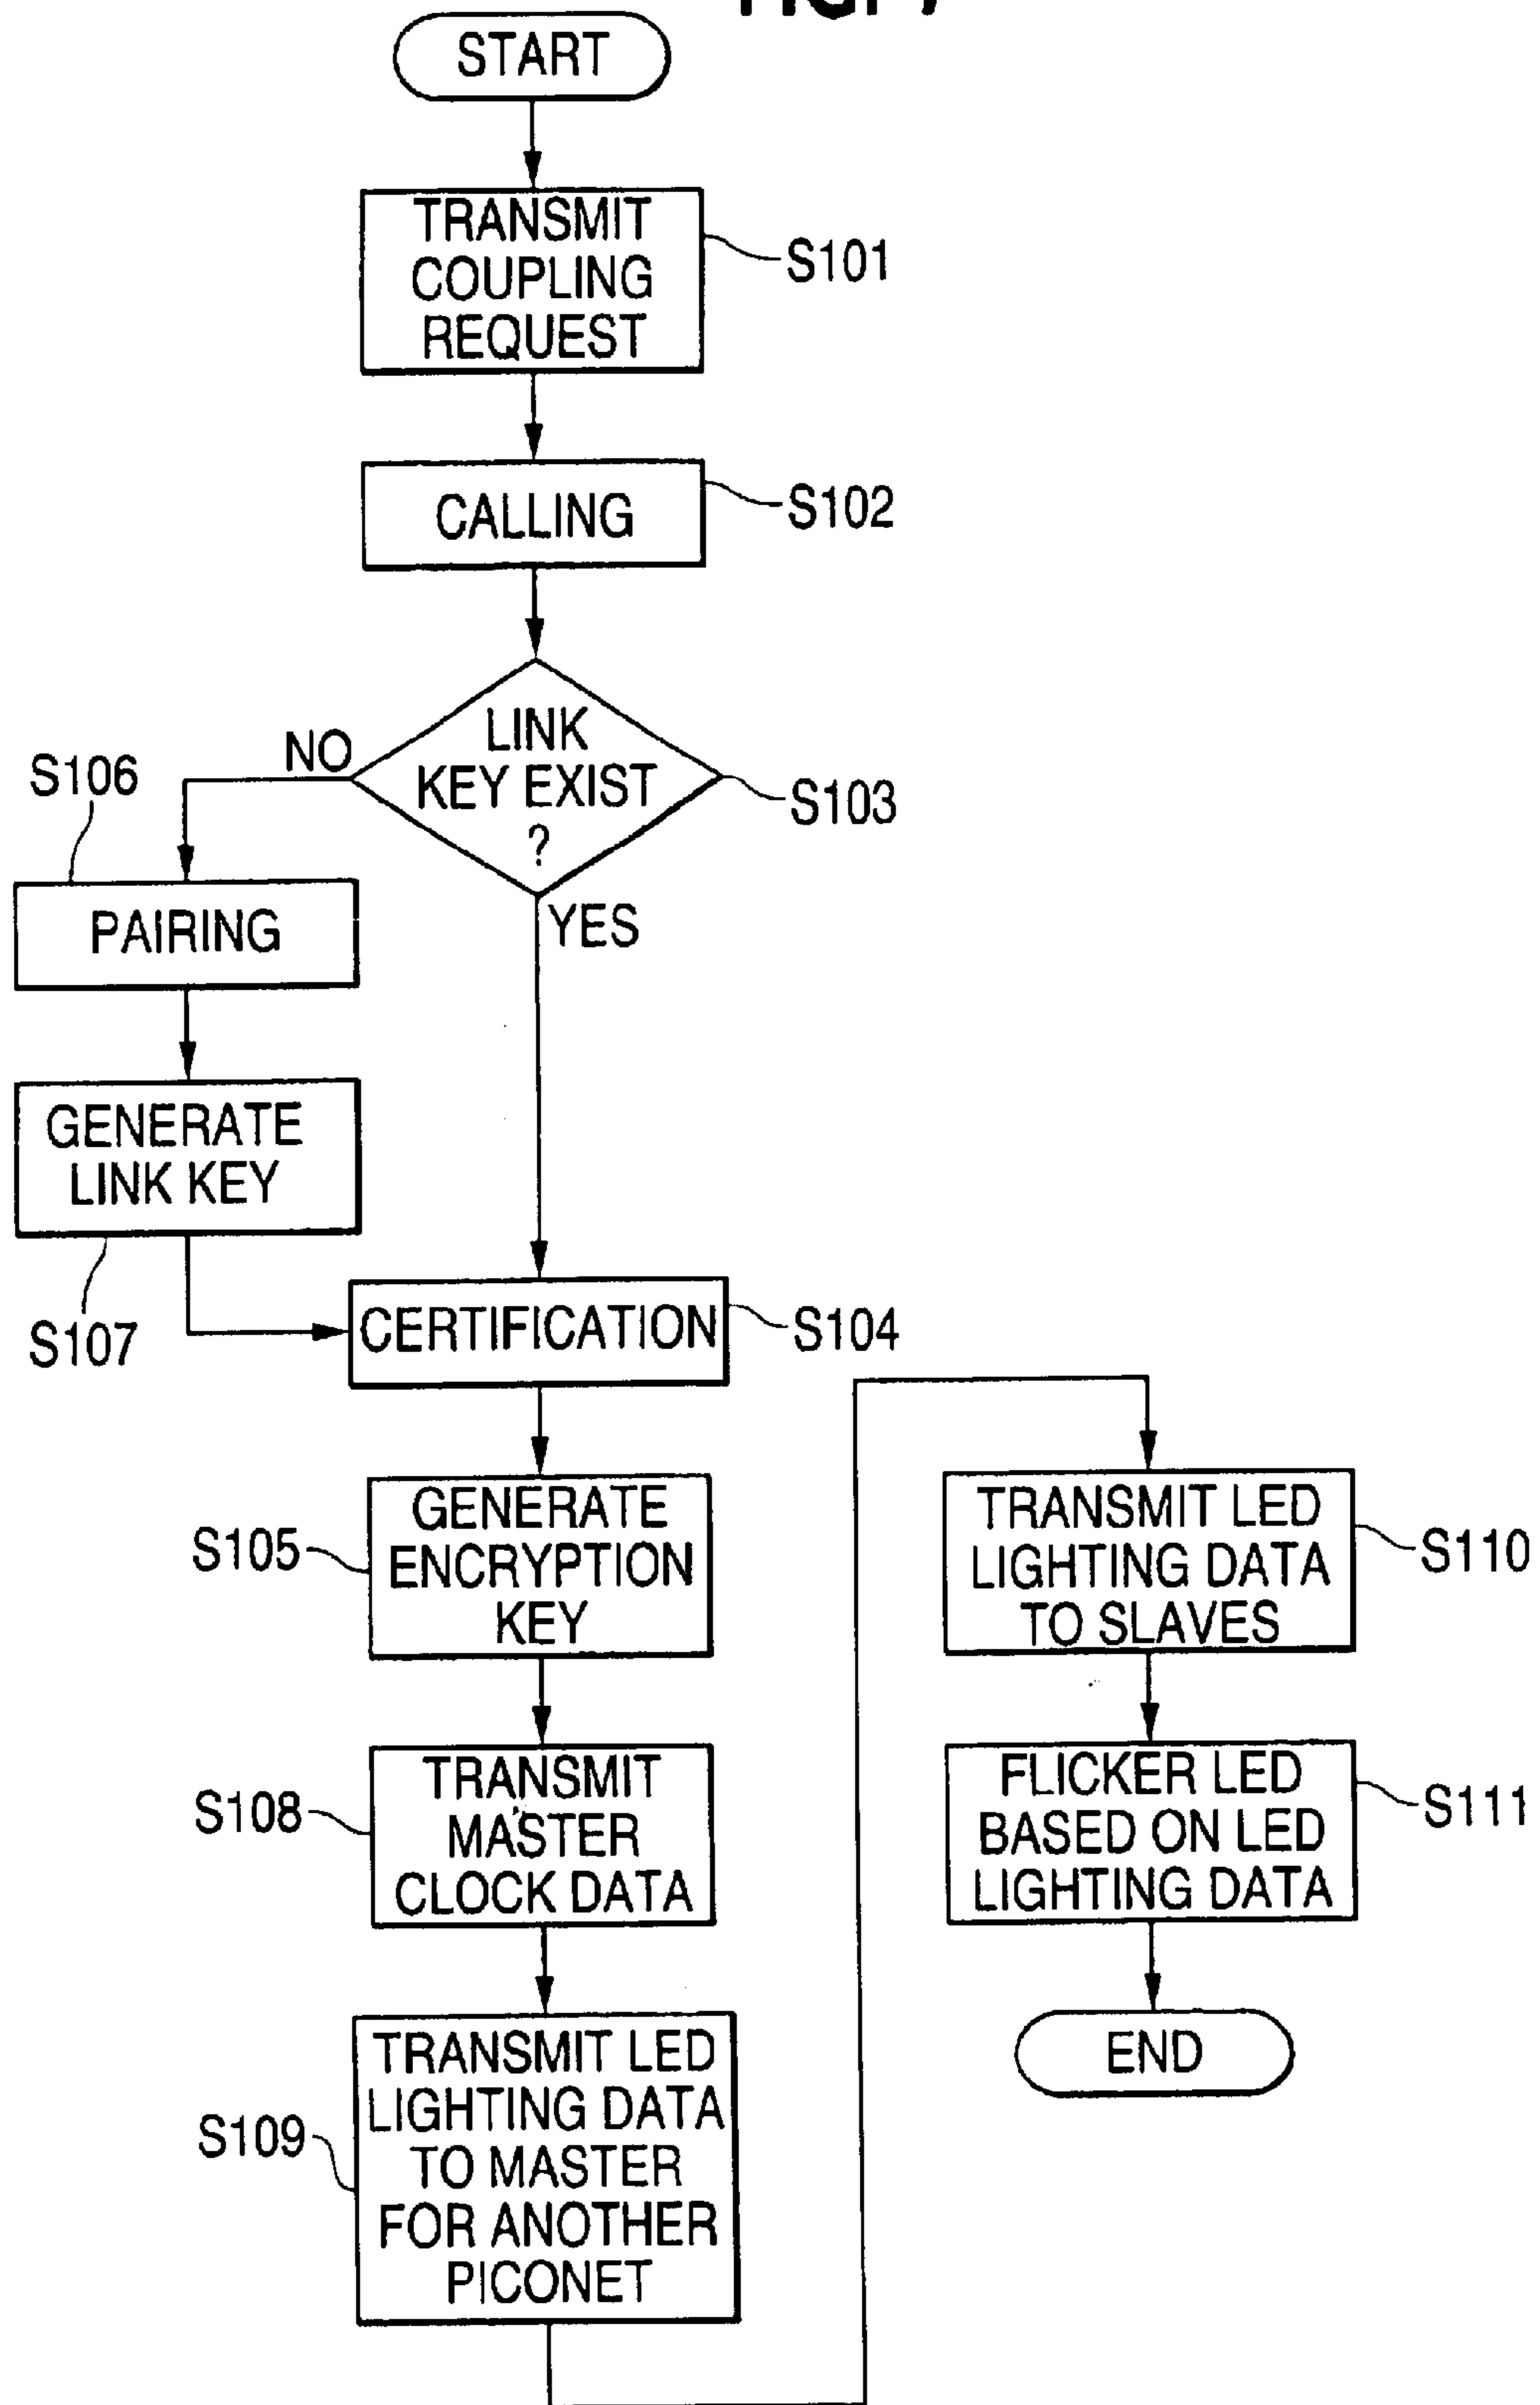 START
TRANSMIT
COUPLING
REQUEST
S101
CALLING
S102
LINK
KEY EXIST
?
S103
NO
YES
S106
PAIRING
GENERATE
LINK KEY
S107
CERTIFICATION
S104
GENERATE
ENCRYPTION
KEY
S105
TRANSMIT
MASTER
CLOCK DATA
S108
TRANSMIT LED
LIGHTING DATA
TO MASTER
FOR ANOTHER
PICONET
S109
TRANSMIT LED
LIGHTING DATA
TO SLAVES
S110
FLICKER LED
BASED ON LED
LIGHTING DATA
S111
END